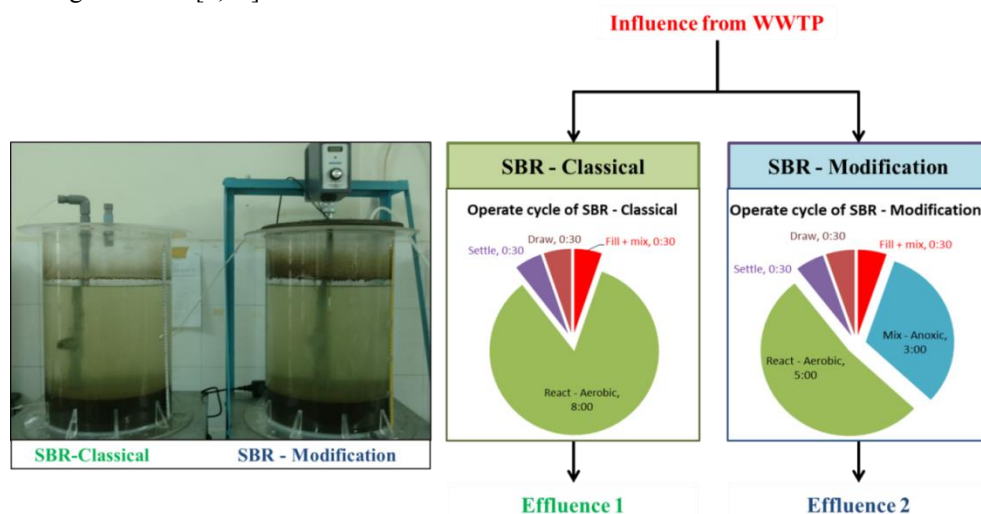 Influence from WWTP
SBR - Classical
SBR - Modification
Operate cycle of SBR - Classical
Operate cycle of SBR - Modification
Draw, 0:30
Fill + mix, 0:30
Settle, 0:30
React - Aerobic,
8:00
Draw, 0:30
Fill + mix, 0:30
Settle, 0:30
Mix - Anoxic,
3:00
React - Aerobic,
5:00
SBR-Classical
SBR - Modification
Effluence 1
Effluence 2